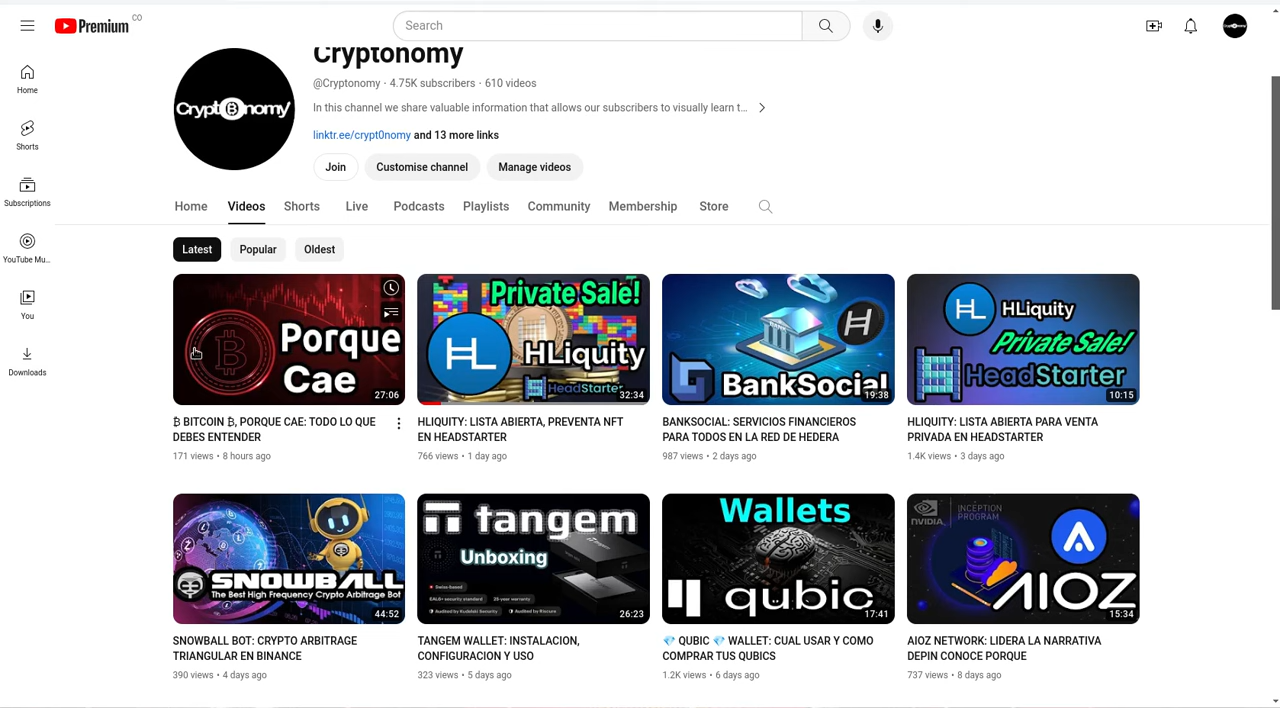 Premium CO
Search
Cryptonomy
Home
Shorts
Subscriptions
YouTube Mu...
You
Downloads
Crypt₿nomy
@Cryptonomy · 4.75K subscribers · 610 videos
In this channel we share valuable information that allows our subscribers to visually learn t...
linktr.ee/crypt0nomy and 13 more links
Join Customise channel Manage videos
Home Videos Shorts Live Podcasts Playlists Community Membership Store
Latest Popular Oldest
Porque
Cae
27:06
₿ BITCOIN ₿, PORQUE CAE: TODO LO QUE
DEBES ENTENDER
171 views • 8 hours ago
Private Sale!
HL
HLiquity
HeadStarter
32:34
HLIQUITY: LISTA ABIERTA, PREVENTA NFT
EN HEADSTARTER
766 views • 1 day ago
BankSocial
19:38
BANKSOCIAL: SERVICIOS FINANCIEROS
PARA TODOS EN LA RED DE HEDERA
987 views • 2 days ago
HL HLiquity
Private Sale!
HeadStarter
10:15
HLIQUITY: LISTA ABIERTA PARA VENTA
PRIVADA EN HEADSTARTER
1.4K views • 3 days ago
SNOWBALL
The Best High Frequency Crypto Arbitrage Bot
44:52
SNOWBALL BOT: CRYPTO ARBITRAGE
TRIANGULAR EN BINANCE
390 views • 4 days ago
tangem
Unboxing
26:23
TANGEM WALLET: INSTALACION,
CONFIGURACION Y USO
323 views • 5 days ago
Wallets
qubic
17:41
💎 QUBIC 💎 WALLET: CUAL USAR Y COMO
COMPRAR TUS QUBICS
1.2K views • 6 days ago
NVIDIA
INCEPTION
PROGRAM
AIOZ
15:34
AIOZ NETWORK: LIDERA LA NARRATIVA
DEPIN CONOCE PORQUE
737 views • 8 days ago